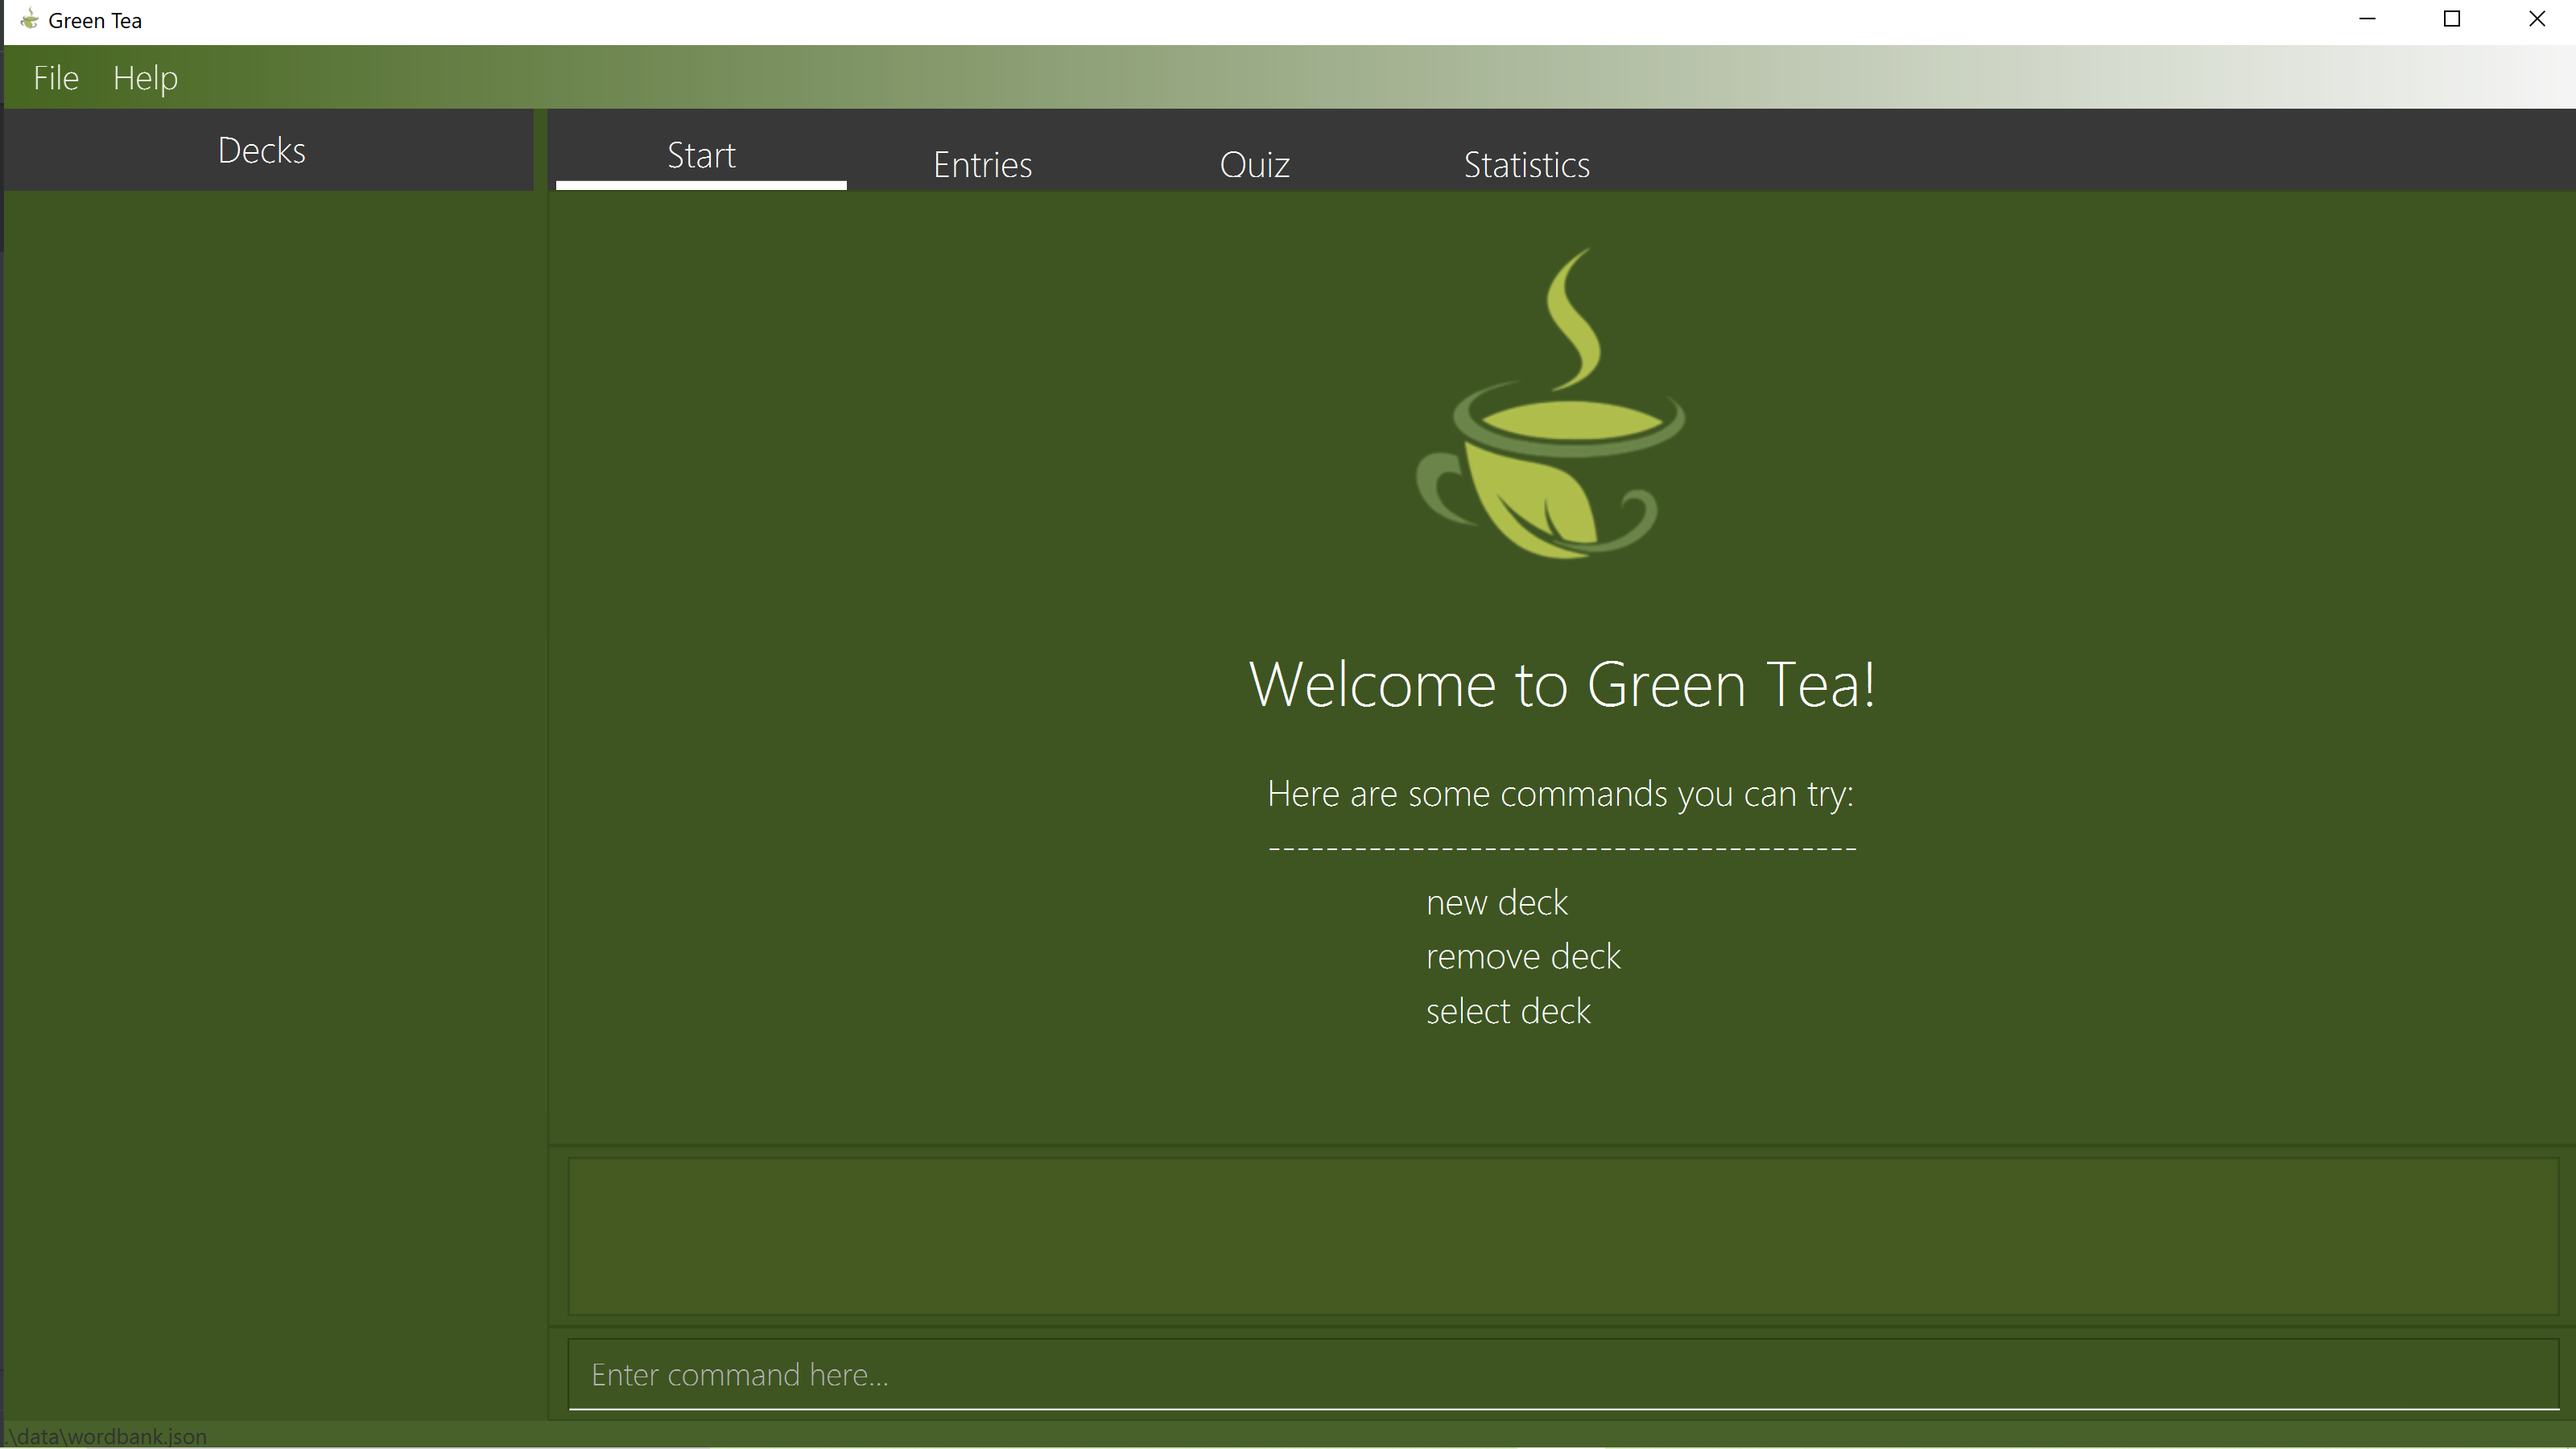 Green Tea
File Help
Decks
Start Entries Quiz Statistics
Welcome to Green Tea!
Here are some commands you can try:
-----------------------------------------
new deck
remove deck
select deck
Enter command here...
.\data\wordbank.json